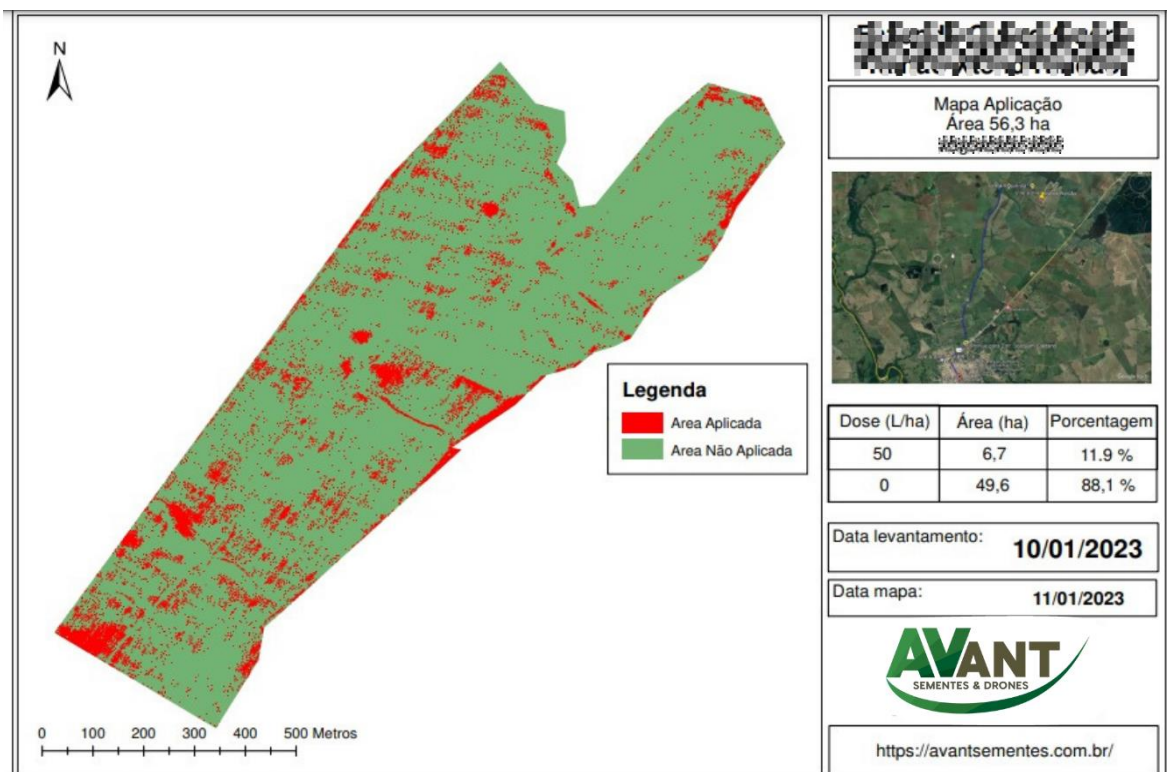 N
Mapa Aplicação
Área 56,3 ha
Legenda
Area Aplicada
Area Não Aplicada
Dose (L/ha) Área (ha) Porcentagem
50 6,7 11.9 %
0 49,6 88,1 %
Data levantamento: 10/01/2023
Data mapa: 11/01/2023
AVANT
SEMENTES & DRONES
0 100 200 300 400 500 Metros
https://avantsementes.com.br/